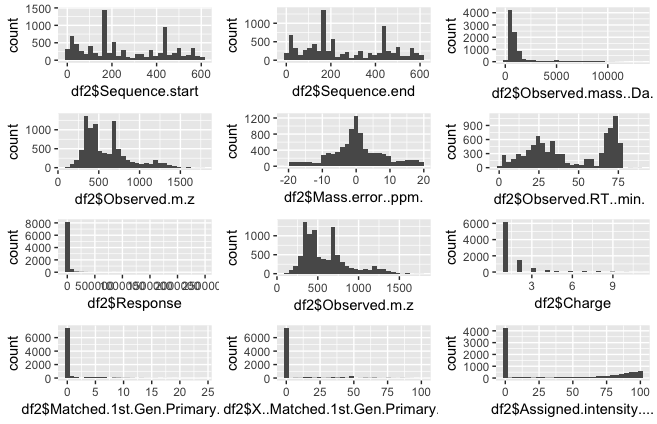 count
1500
1000
500
0
0 200 400 600
df2$Sequence.start
count
1000
500
0
0 200 400 600
df2$Sequence.end
count
4000
3000
2000
1000
0
0 5000 10000
df2$Observed.mass..Da.
count
1000
500
0
0 500 1000 1500
df2$Observed.m.z
count
1200
800
400
0
-20 -10 0 10 20
df2$Mass.error..ppm.
count
900
600
300
0
0 25 50 75
df2$Observed.RT..min.
count
8000
6000
4000
2000
0
df2$Response
count
1000
500
0
0 500 1000 1500
df2$Observed.m.z
count
6000
4000
2000
0
3 6 9
df2$Charge
count
6000
4000
2000
0
0 5 10 15 20 25
df2$Matched.1st.Gen.Primary.
count
6000
4000
2000
0
0 25 50 75 100
df2$X..Matched.1st.Gen.Primary.
count
4000
3000
2000
1000
0
0 25 50 75 100
df2$Assigned.intensity....